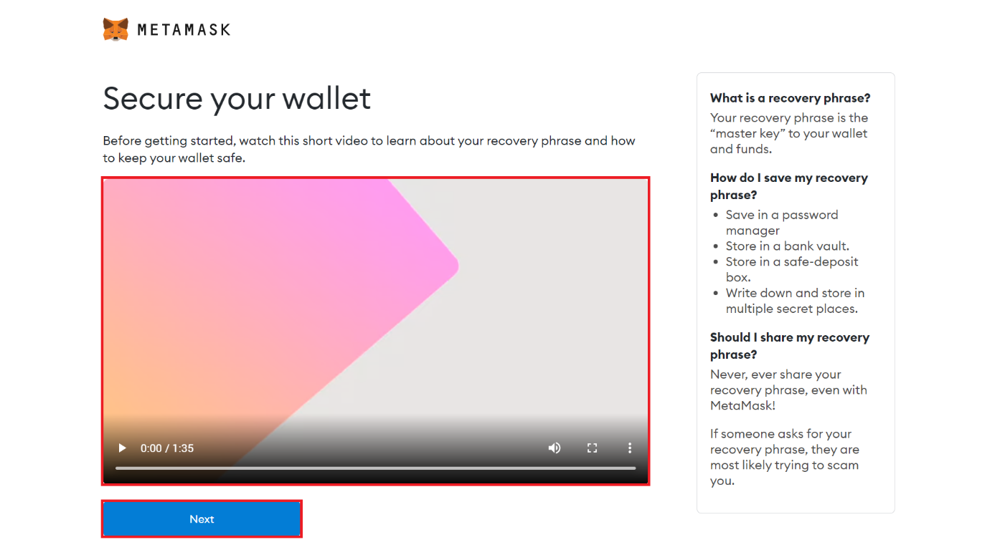 METAMASK
Secure your wallet
Before getting started, watch this short video to learn about your recovery phrase and how
to keep your wallet safe.
0:00 / 1:35
Next
What is a recovery phrase?
Your recovery phrase is the
“master key” to your wallet
and funds.
How do I save my recovery
phrase?
• Save in a password
manager
• Store in a bank vault.
• Store in a safe-deposit
box.
• Write down and store in
multiple secret places.
Should I share my recovery
phrase?
Never, ever share your
recovery phrase, even with
MetaMask!
If someone asks for your
recovery phrase, they are
most likely trying to scam
you.